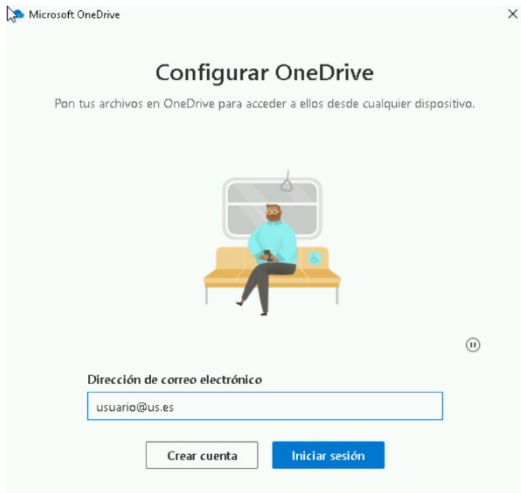 Microsoft OneDrive
Configurar OneDrive
Pon tus archivos en OneDrive para acceder a ellos desde cualquier dispositivo.
Dirección de correo electrónico
usuario@us.es
Crear cuenta
Iniciar sesión